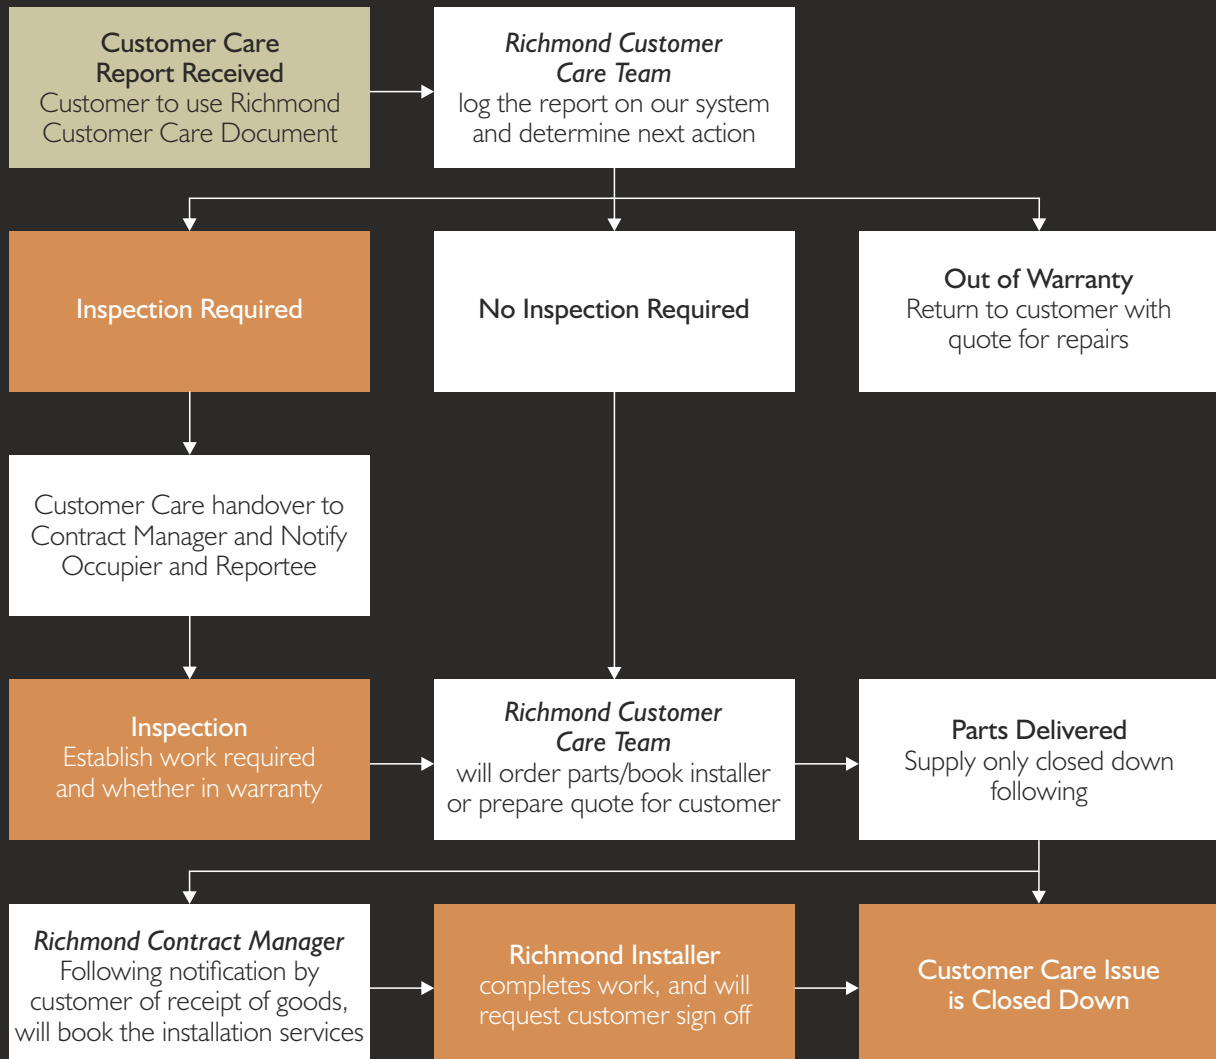 Customer Care
Report Received
Customer to use Richmond
Customer Care Document
Richmond Customer
Care Team
log the report on our system
and determine next action
Inspection Required
No Inspection Required
Out of Warranty
Return to customer with
quote for repairs
Customer Care handover to
Contract Manager and Notify
Occupier and Reportee
Inspection
Establish work required
and whether in warranty
Richmond Customer
Care Team
will order parts/book installer
or prepare quote for customer
Parts Delivered
Supply only closed down
following
Richmond Contract Manager
Following notification by
customer of receipt of goods,
will book the installation services
Richmond Installer
completes work, and will
request customer sign off
Customer Care Issue
is Closed Down